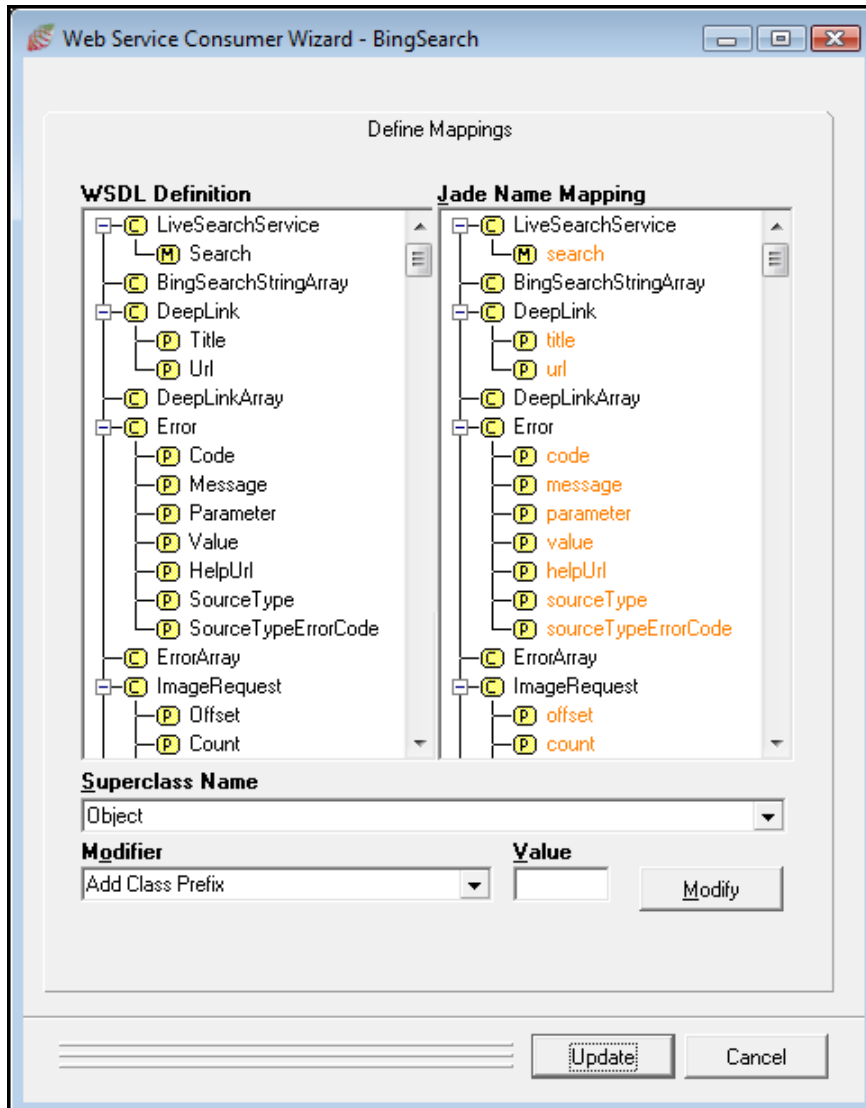 Web Service Consumer Wizard - BingSearch
Define Mappings
WSDL Definition
C LiveSearchService
M Search
C BingSearchStringArray
C DeepLink
P Title
P Url
C DeepLinkArray
C Error
P Code
P Message
P Parameter
P Value
P HelpUrl
P SourceType
P SourceTypeErrorCode
C ErrorArray
C ImageRequest
P Offset
P Count
Jade Name Mapping
C LiveSearchService
M search
C BingSearchStringArray
C DeepLink
P title
P url
C DeepLinkArray
C Error
P code
P message
P parameter
P value
P helpUrl
P sourceType
P sourceTypeErrorCode
C ErrorArray
C ImageRequest
P offset
P count
Superclass Name
Object
Modifier
Value
Add Class Prefix
Modify
Update
Cancel